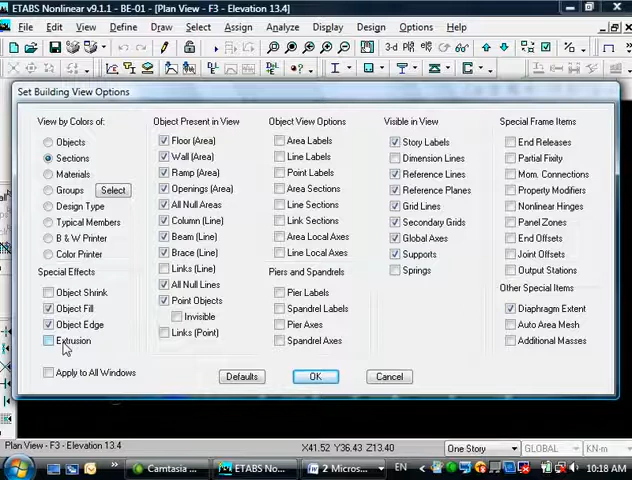 ETABS Nonlinear v9.1.1 - BE-01 - [Plan View - F3 - Elevation 13.4]
File Edit View Define Draw Select Assign Analyze Display Design Options Help
3-d
Set Building View Options
View by Colors of:
Objects
Sections
Materials
Groups Select
Design Type
Typical Members
B & W Printer
Color Printer
Special Effects
Object Shrink
Object Fill
Object Edge
Extrusion
Apply to All Windows
Object Present in View
Floor (Area)
Wall (Area)
Ramp (Area)
Openings (Area)
All Null Areas
Column (Line)
Beam (Line)
Brace (Line)
Links (Line)
All Null Lines
Point Objects
Invisible
Links (Point)
Object View Options
Area Labels
Line Labels
Point Labels
Area Sections
Line Sections
Link Sections
Area Local Axes
Line Local Axes
Piers and Spandrels
Pier Labels
Spandrel Labels
Pier Axes
Spandrel Axes
Visible in View
Story Labels
Dimension Lines
Reference Lines
Reference Planes
Grid Lines
Secondary Grids
Global Axes
Supports
Springs
Special Frame Items
End Releases
Partial Fixity
Mom. Connections
Property Modifiers
Nonlinear Hinges
Panel Zones
End Offsets
Joint Offsets
Output Stations
Other Special Items
Diaphragm Extent
Auto Area Mesh
Additional Masses
Defaults OK Cancel
Plan View - F3 - Elevation 13.4 X41.52 Y36.43 Z13.40 One Story GLOBAL KN-m
Camtasia ETABS No... 2 Micros... EN 10:18 AM